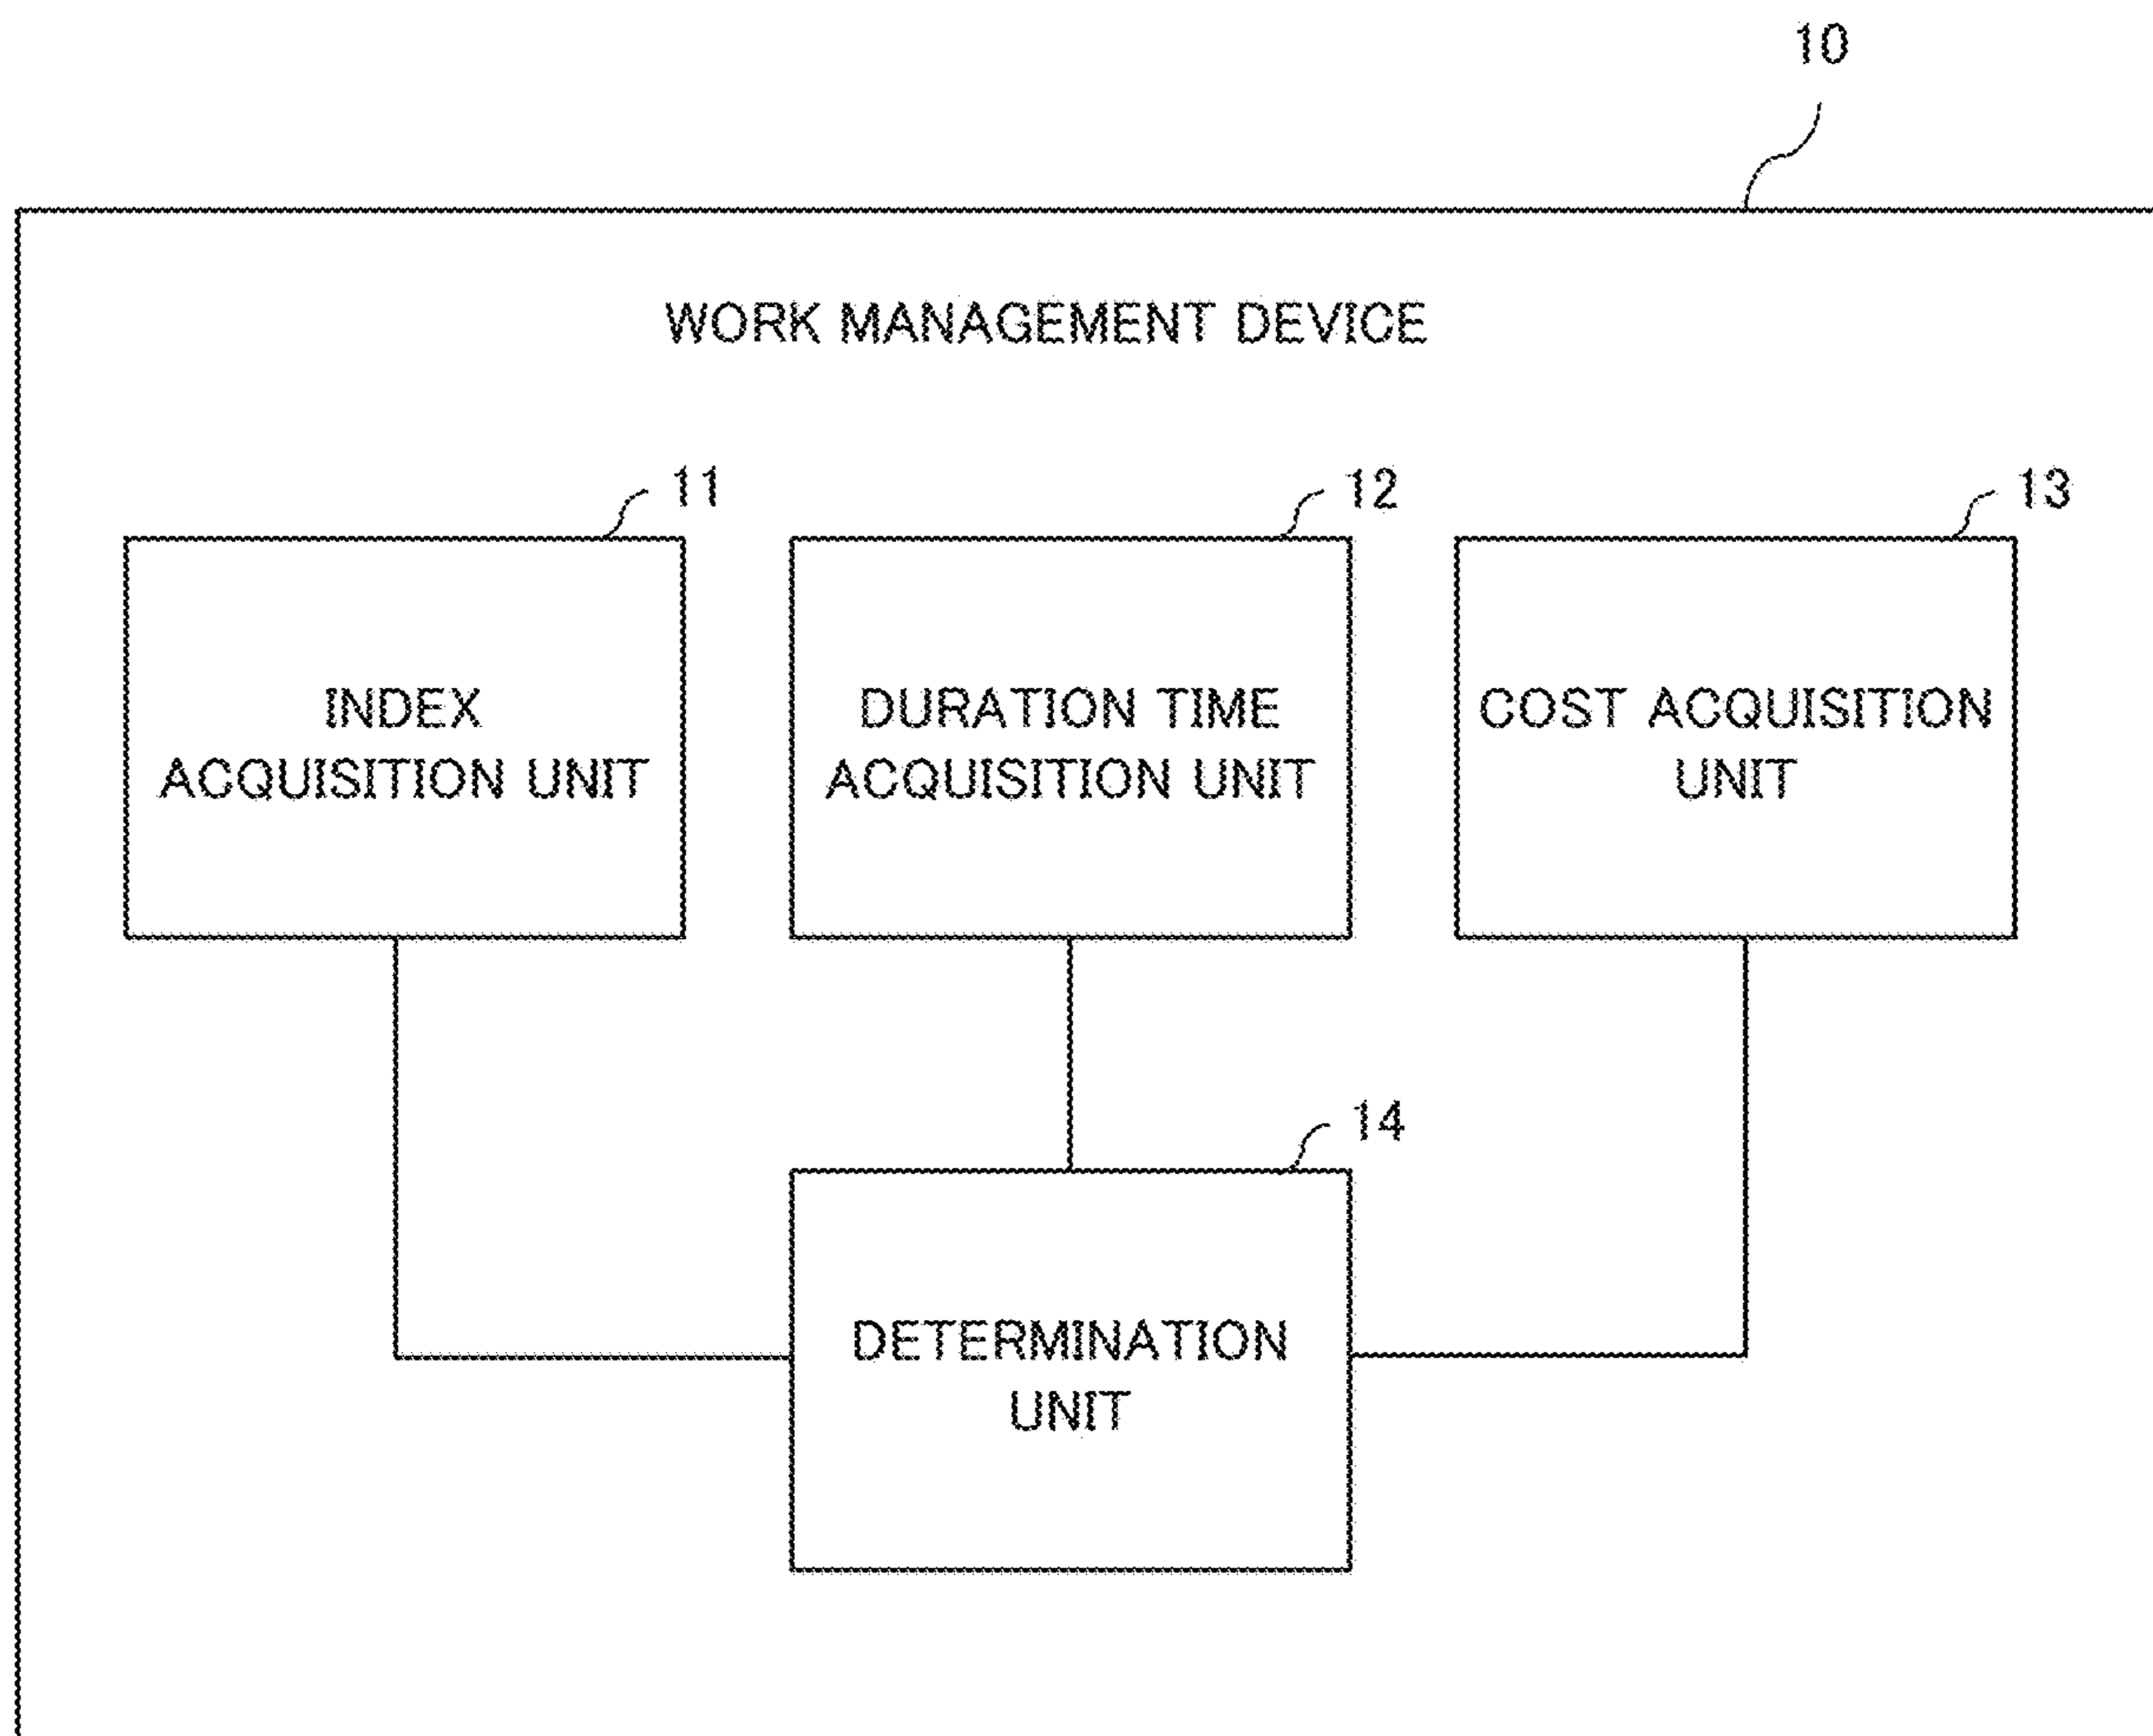 10
WORK MANAGEMENT DEVICE
11
12
13
INDEX
ACQUISITION UNIT
DURATION TIME
ACQUISITION UNIT
COST ACQUISITION
UNIT
14
DETERMINATION
UNIT